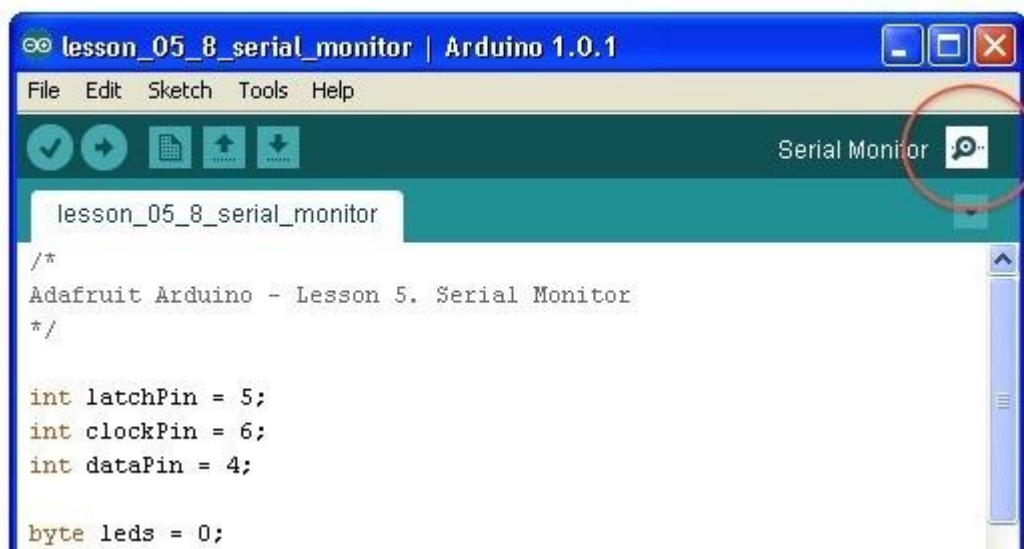 lesson_05_8_serial_monitor | Arduino 1.0.1
File Edit Sketch Tools Help
Serial Monitor
lesson_05_8_serial_monitor
/*
Adafruit Arduino - Lesson 5. Serial Monitor
*/
int latchPin = 5;
int clockPin = 6;
int dataPin = 4;
byte leds = 0;